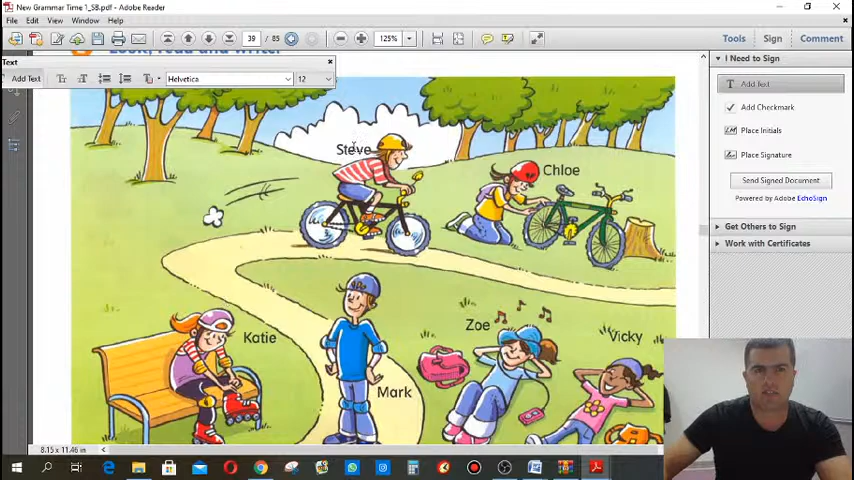 New Grammar Time 1_SB.pdf - Adobe Reader
File Edit View Window Help
39
125%
Tools Sign Comment
Text
Add Text
Helvetica
12
I Need to Sign
Add Text
Add Checkmark
Place Initials
Place Signature
Send Signed Document
Powered by Adobe EchoSign
Get Others to Sign
Work with Certificates
Steve
Chloe
Katie
Zoe
Vicky
Mark
8.15 x 11.46 in